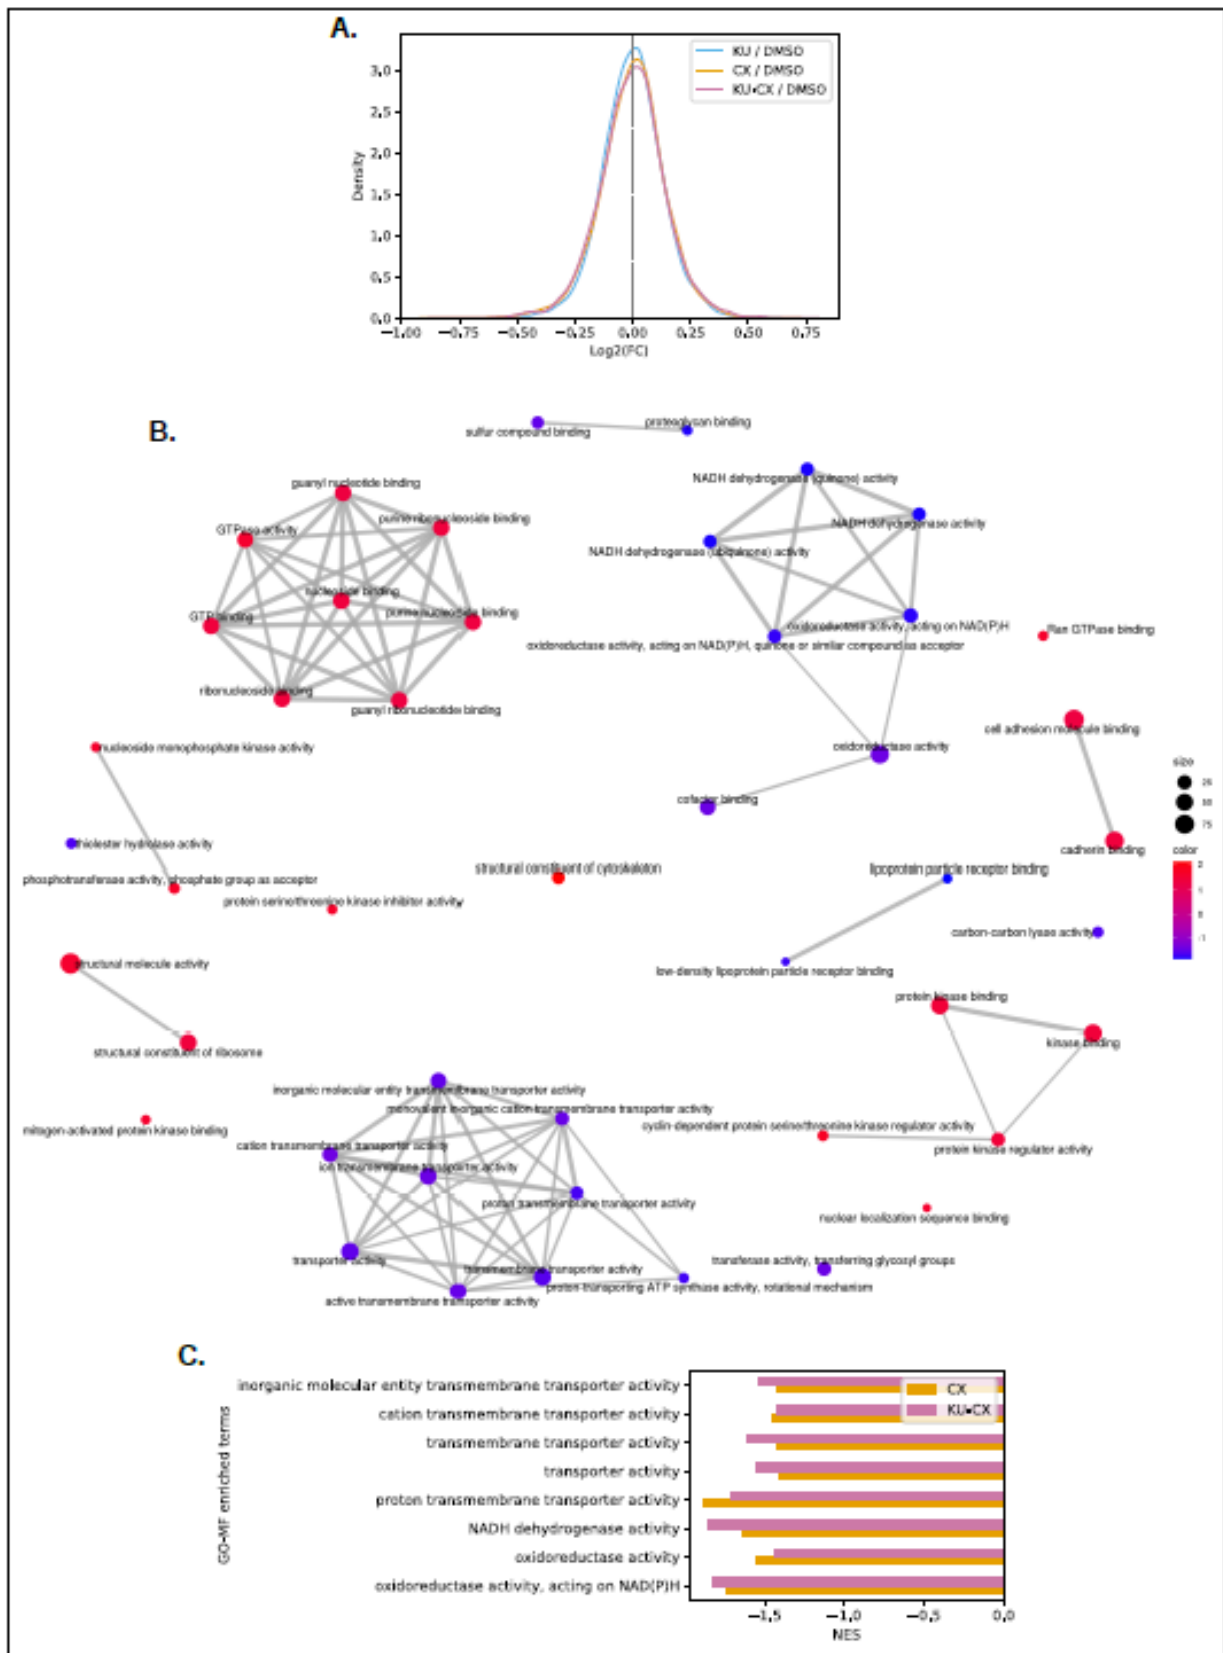 A.
KU / DMSO
CX / DMSO
KU•CX / DMSO
3.0
2.5
2.0
1.5
1.0
0.5
0.0
Density
−1.00 −0.75 −0.50 −0.25 0.00 0.25 0.50 0.75
Log2(FC)
B.
proteoglycan binding
sulfur compound binding
NADH dehydrogenase (quinone) activity
guanyl nucleotide binding
purine ribonucleoside binding
NADH dehydrogenase activity
GTPase activity
NADH dehydrogenase (ubiquinone) activity
nucleoside binding
purine nucleoside binding
GTP binding
oxidoreductase activity, acting on NAD(P)H
Ran GTPase binding
oxidoreductase activity, acting on NAD(P)H, quinone or similar compound as acceptor
ribonucleoside binding
guanyl ribonucleotide binding
cell adhesion molecule binding
nucleoside monophosphate kinase activity
oxidoreductase activity
size
25
50
75
cofactor binding
thiolester hydrolase activity
cadherin binding
color
2
1
0
-1
structural constituent of cytoskeleton
lipoprotein particle receptor binding
phosphotransferase activity, phosphate group as acceptor
protein serine/threonine kinase inhibitor activity
carbon-carbon lyase activity
structural molecule activity
low-density lipoprotein particle receptor binding
protein kinase binding
kinase binding
structural constituent of ribosome
inorganic molecular entity transmembrane transporter activity
monovalent inorganic cation transmembrane transporter activity
mitogen-activated protein kinase binding
cyclin-dependent protein serine/threonine kinase regulator activity
cation transmembrane transporter activity
protein kinase regulator activity
ion transmembrane transporter activity
proton transmembrane transporter activity
nuclear localization sequence binding
transporter activity
transferase activity, transferring glycosyl groups
transmembrane transporter activity
proton-transporting ATP synthase activity, rotational mechanism
active transmembrane transporter activity
C.
GO-MF enriched terms
inorganic molecular entity transmembrane transporter activity
cation transmembrane transporter activity
transmembrane transporter activity
transporter activity
proton transmembrane transporter activity
NADH dehydrogenase activity
oxidoreductase activity
oxidoreductase activity, acting on NAD(P)H
CX
KU•CX
−1.5 −1.0 −0.5 0.0
NES